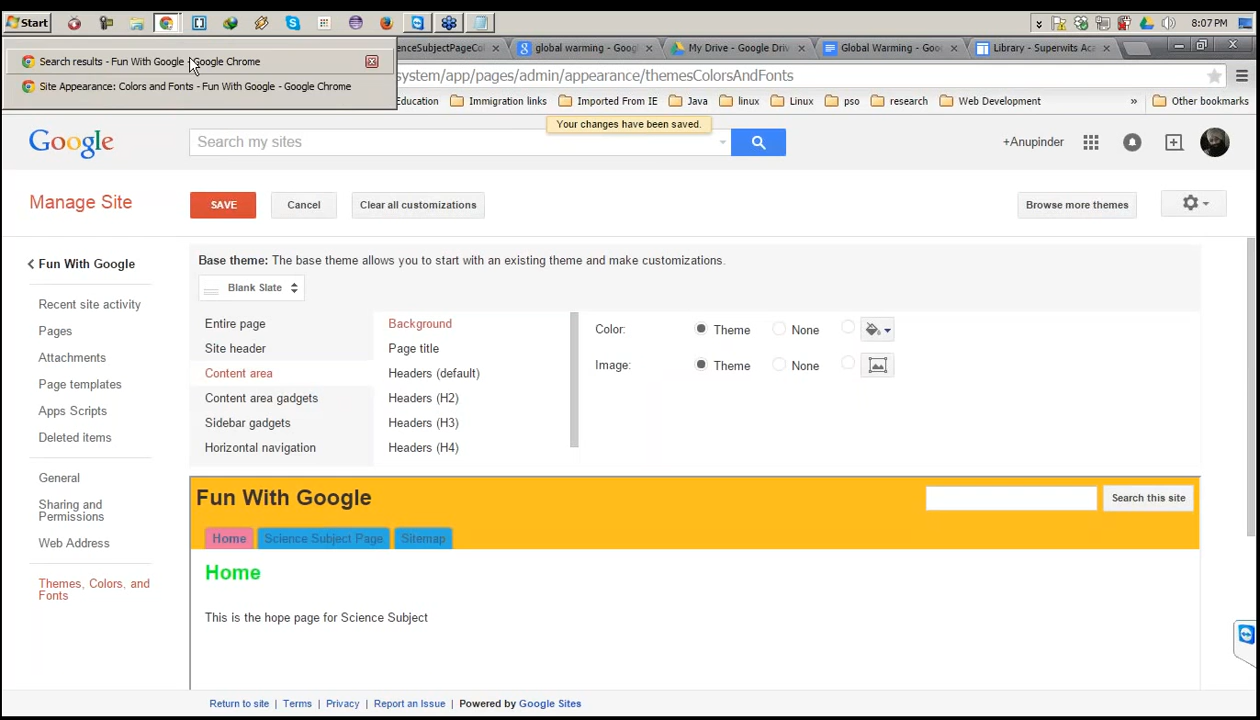 Start
8:07 PM
Search results - Fun With Google - Google Chrome
Site Appearance: Colors and Fonts - Fun With Google - Google Chrome
enceSubjectPageCol
global warming - Goog
My Drive - Google Driv
Global Warming - Goo
Library - Superwits Aca
system/app/pages/admin/appearance/themesColorsAndFonts
Education
Immigration links
Imported From IE
Java
linux
Linux
pso
research
Web Development
»
Other bookmarks
Your changes have been saved.
Google
Search my sites
+Anupinder
Manage Site
SAVE
Cancel
Clear all customizations
Browse more themes
Fun With Google
Recent site activity
Pages
Attachments
Page templates
Apps Scripts
Deleted items
General
Sharing and
Permissions
Web Address
Themes, Colors, and
Fonts
Base theme: The base theme allows you to start with an existing theme and make customizations.
Blank Slate
Entire page
Site header
Content area
Content area gadgets
Sidebar gadgets
Horizontal navigation
Background
Page title
Headers (default)
Headers (H2)
Headers (H3)
Headers (H4)
Color:
Theme
None
Image:
Theme
None
Fun With Google
Search this site
Home
Science Subject Page
Sitemap
Home
This is the hope page for Science Subject
Return to site
Terms
Privacy
Report an Issue
Powered by Google Sites